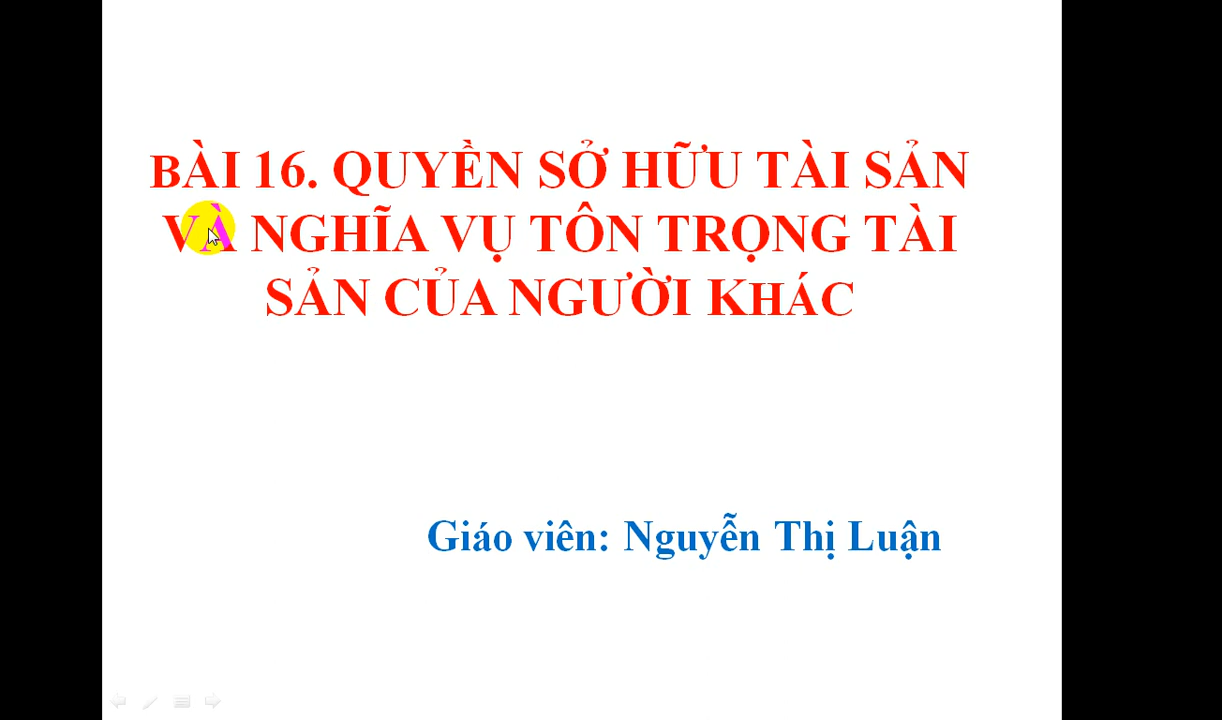 BÀI 16. QUYỀN SỞ HỮU TÀI SẢN
VÀ NGHĨA VỤ TÔN TRỌNG TÀI
SẢN CỦA NGƯỜI KHÁC
Giáo viên: Nguyễn Thị Luận